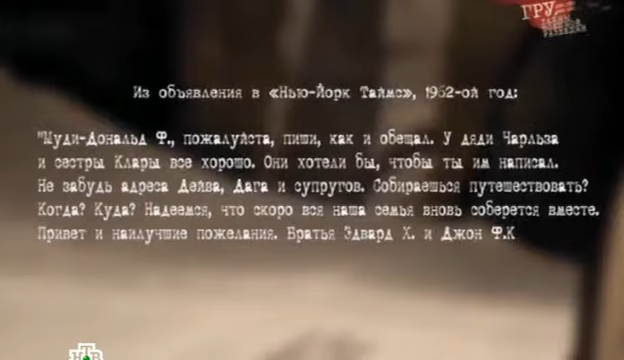 ГРУ
Из объявления в «Нью-Йорк Таймс», 1962-ой год:
"Муди-Дональд Ф., пожалуйста, пиши, как и обещал. У дяди Чарльза
и сестры Клары все хорошо. Они хотели бы, чтобы ты им написал.
Не забудь адреса Дейва, Дага и супругов. Собираешься путешествовать?
Когда? Куда? Надеемся, что скоро вся наша семья вновь соберется вместе.
Привет и наилучшие пожелания. Братья Эдвард Х. и Джон Ф.К
НТВ